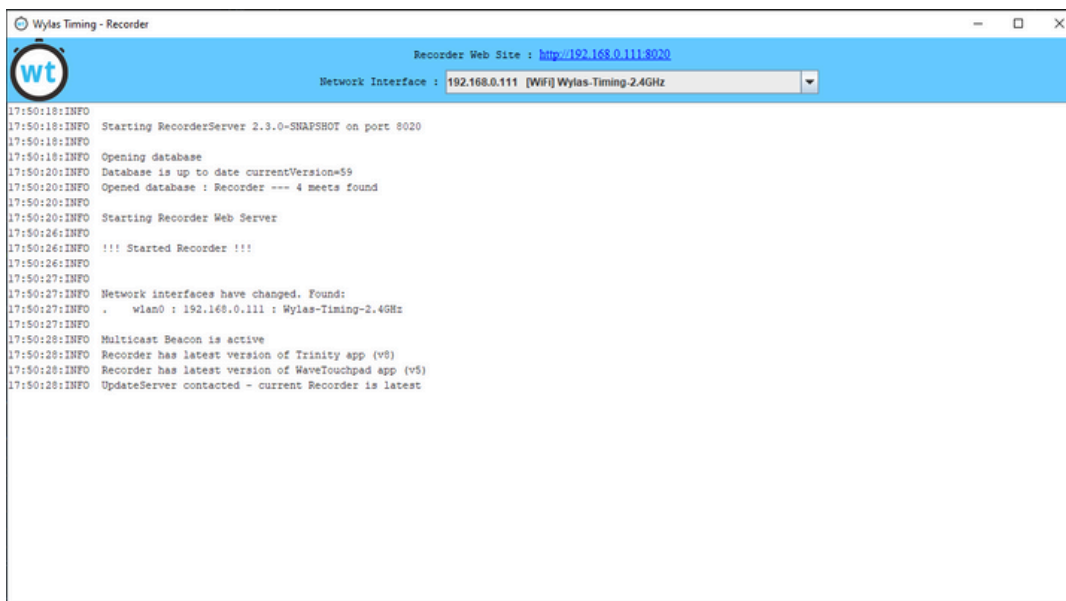 wt Wylas Timing - Recorder
wt
Recorder Web Site : http://192.168.0.111:8020
Network Interface : 192.168.0.111 [WiFi] Wylas-Timing-2.4GHz
17:50:18:INFO
17:50:18:INFO Starting RecorderServer 2.3.0-SNAPSHOT on port 8020
17:50:18:INFO
17:50:18:INFO Opening database
17:50:20:INFO Database is up to date currentVersion=59
17:50:20:INFO Opened database : Recorder --- 4 meets found
17:50:20:INFO
17:50:20:INFO Starting Recorder Web Server
17:50:26:INFO
17:50:26:INFO !!! Started Recorder !!!
17:50:26:INFO
17:50:27:INFO
17:50:27:INFO Network interfaces have changed. Found:
17:50:27:INFO . wlan0 : 192.168.0.111 : Wylas-Timing-2.4GHz
17:50:27:INFO
17:50:28:INFO Multicast Beacon is active
17:50:28:INFO Recorder has latest version of Trinity app (v8)
17:50:28:INFO Recorder has latest version of WaveTouchpad app (v5)
17:50:28:INFO UpdateServer contacted - current Recorder is latest